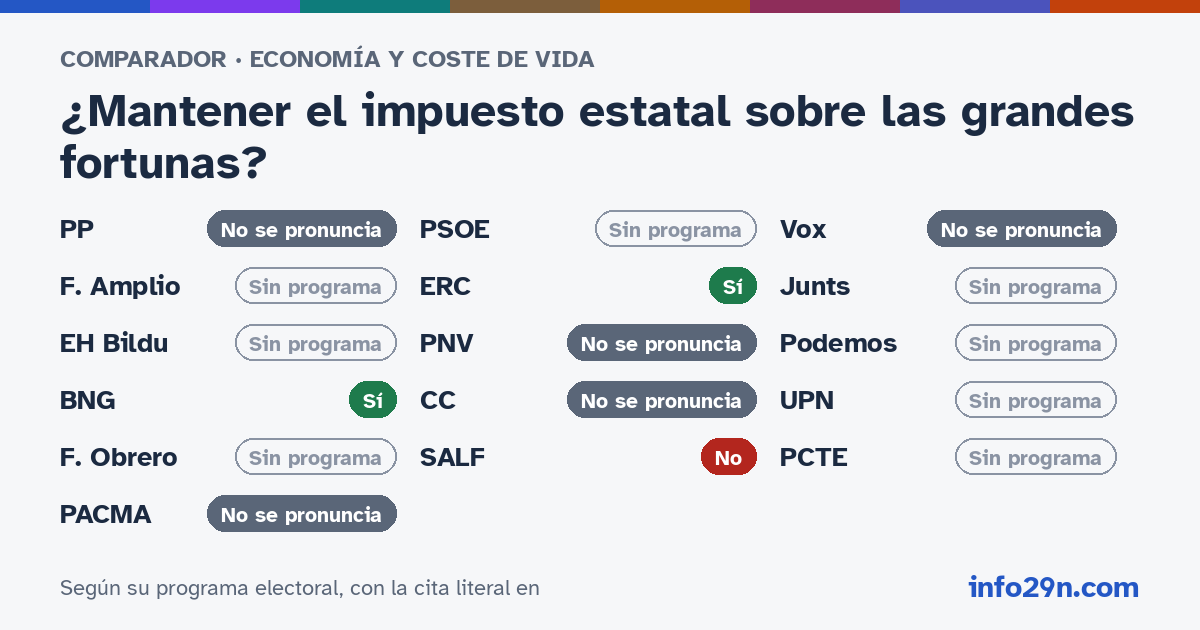 COMPARADOR · ECONOMÍA Y COSTE DE VIDA
¿Mantener el impuesto estatal sobre las grandes
fortunas?
PP No se pronuncia PSOE Sin programa Vox No se pronuncia
F. Amplio Sin programa ERC Sí Junts Sin programa
EH Bildu Sin programa PNV No se pronuncia Podemos Sin programa
BNG Sí CC No se pronuncia UPN Sin programa
F. Obrero Sin programa SALF No PCTE Sin programa
PACMA No se pronuncia
Según su programa electoral, con la cita literal en info29n.com